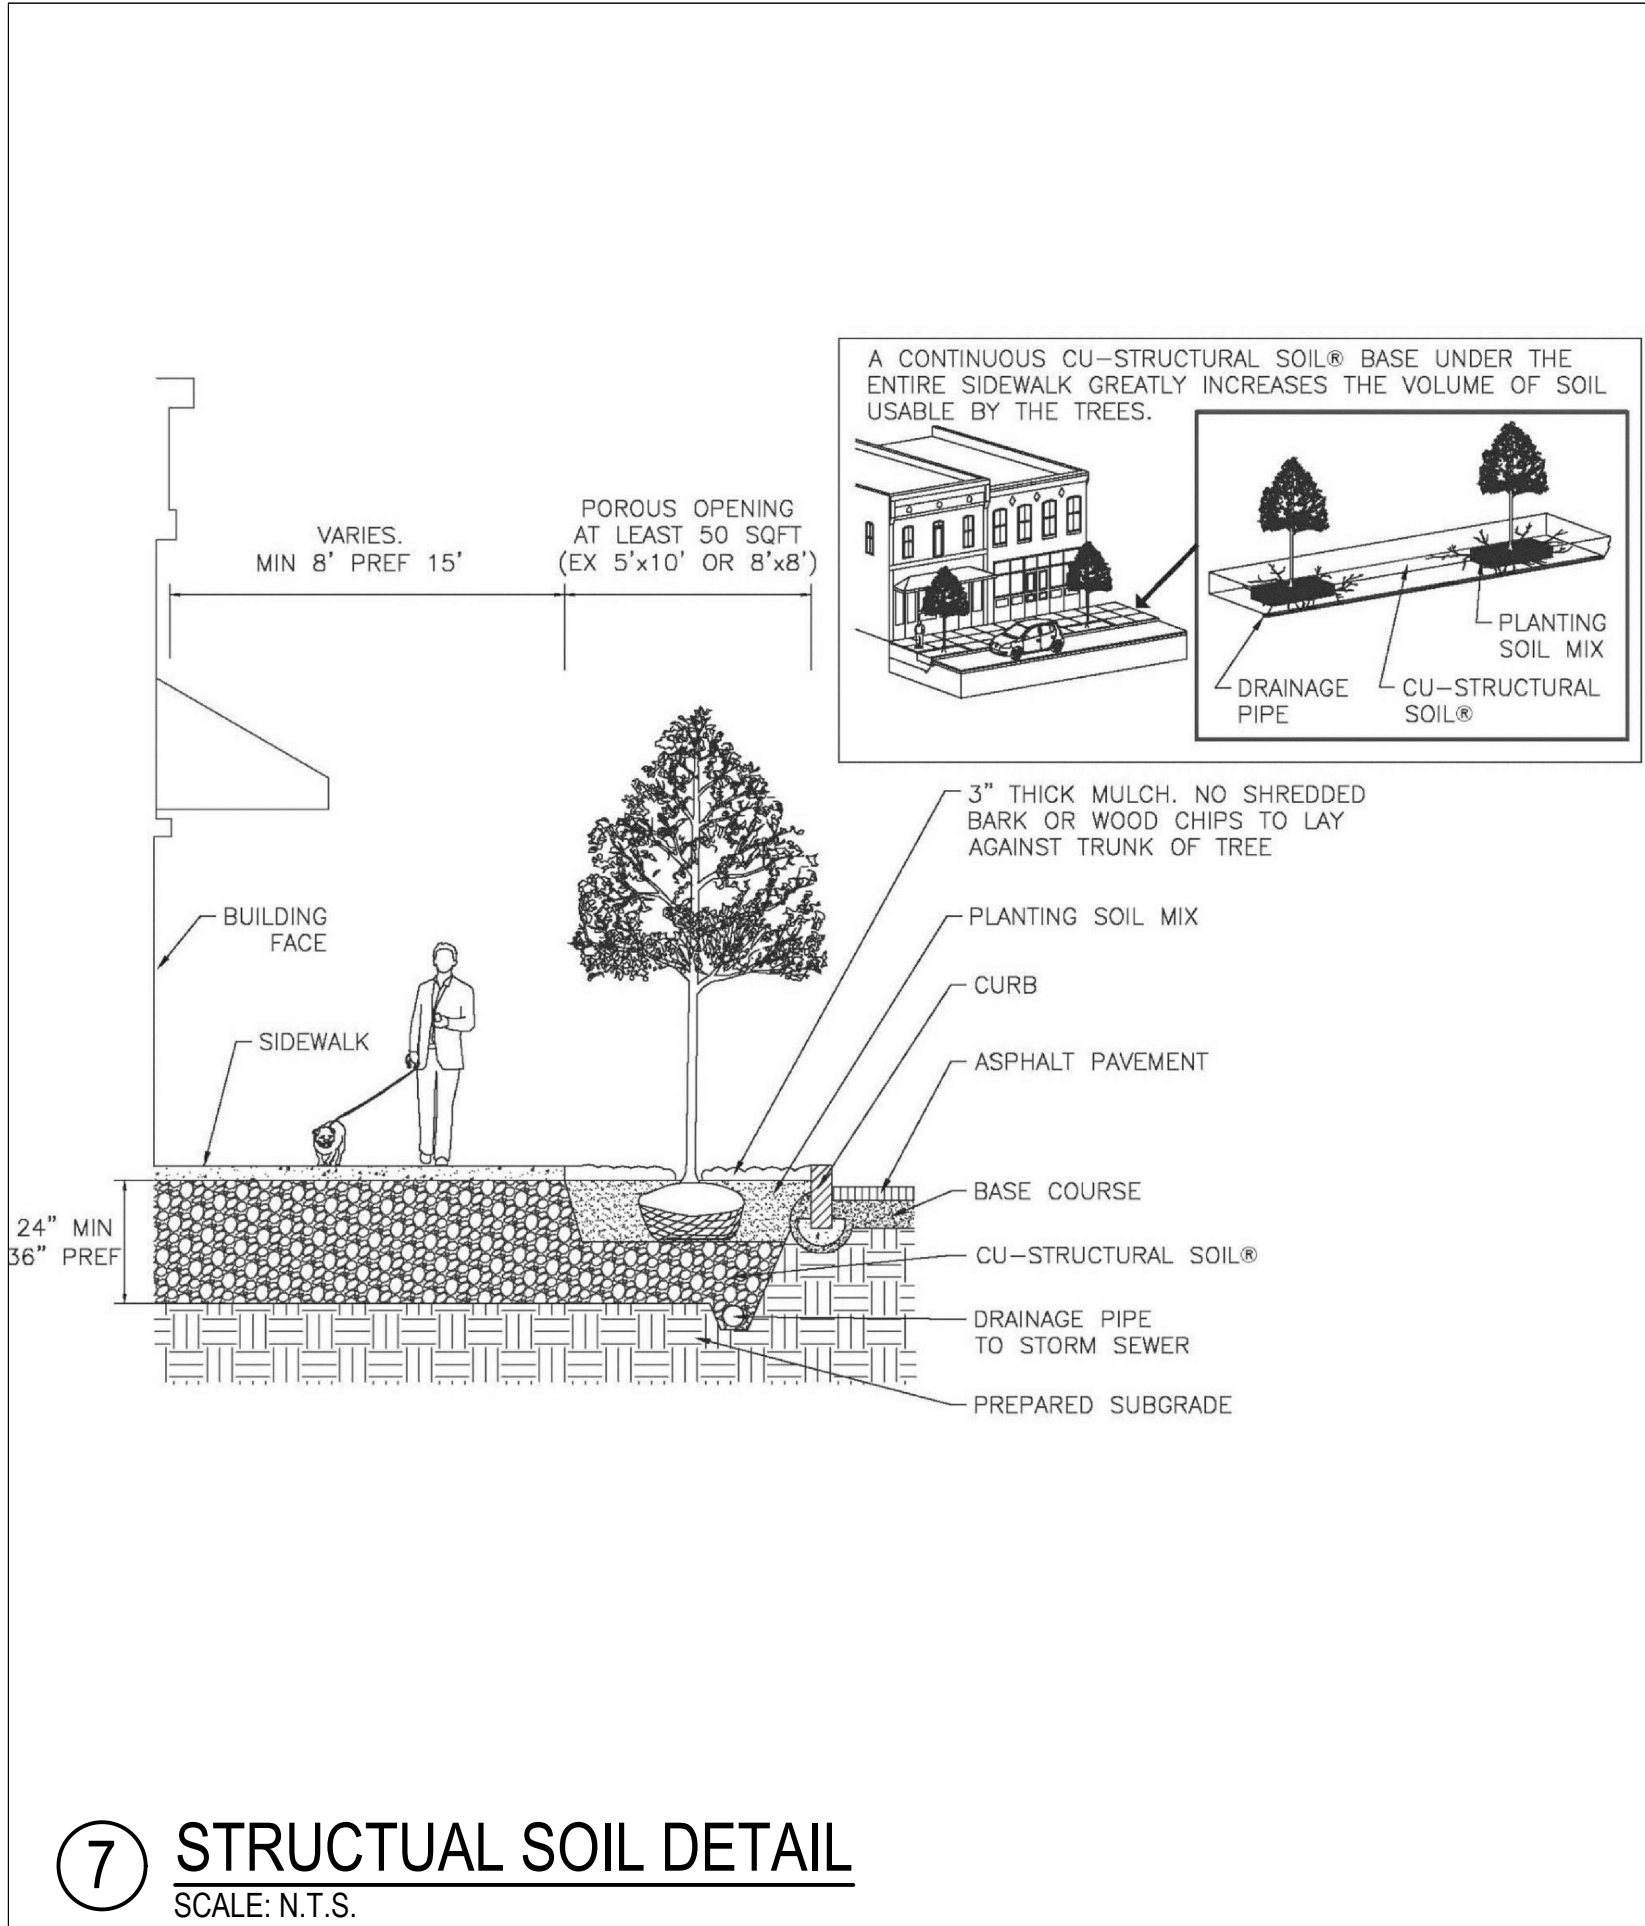 A CONTINUOUS CU-STRUCTURAL SOIL® BASE UNDER THE
ENTIRE SIDEWALK GREATLY INCREASES THE VOLUME OF SOIL
USABLE BY THE TREES.
PLANTING
SOIL MIX
DRAINAGE
PIPE
CU-STRUCTURAL
SOIL®
VARIES.
MIN 8' PREF 15'
POROUS OPENING
AT LEAST 50 SQFT
(EX 5'x10' OR 8'x8')
3" THICK MULCH. NO SHREDDED
BARK OR WOOD CHIPS TO LAY
AGAINST TRUNK OF TREE
BUILDING
FACE
PLANTING SOIL MIX
CURB
SIDEWALK
ASPHALT PAVEMENT
BASE COURSE
24" MIN
36" PREF
CU-STRUCTURAL SOIL®
DRAINAGE PIPE
TO STORM SEWER
PREPARED SUBGRADE
7
STRUCTUAL SOIL DETAIL
SCALE: N.T.S.